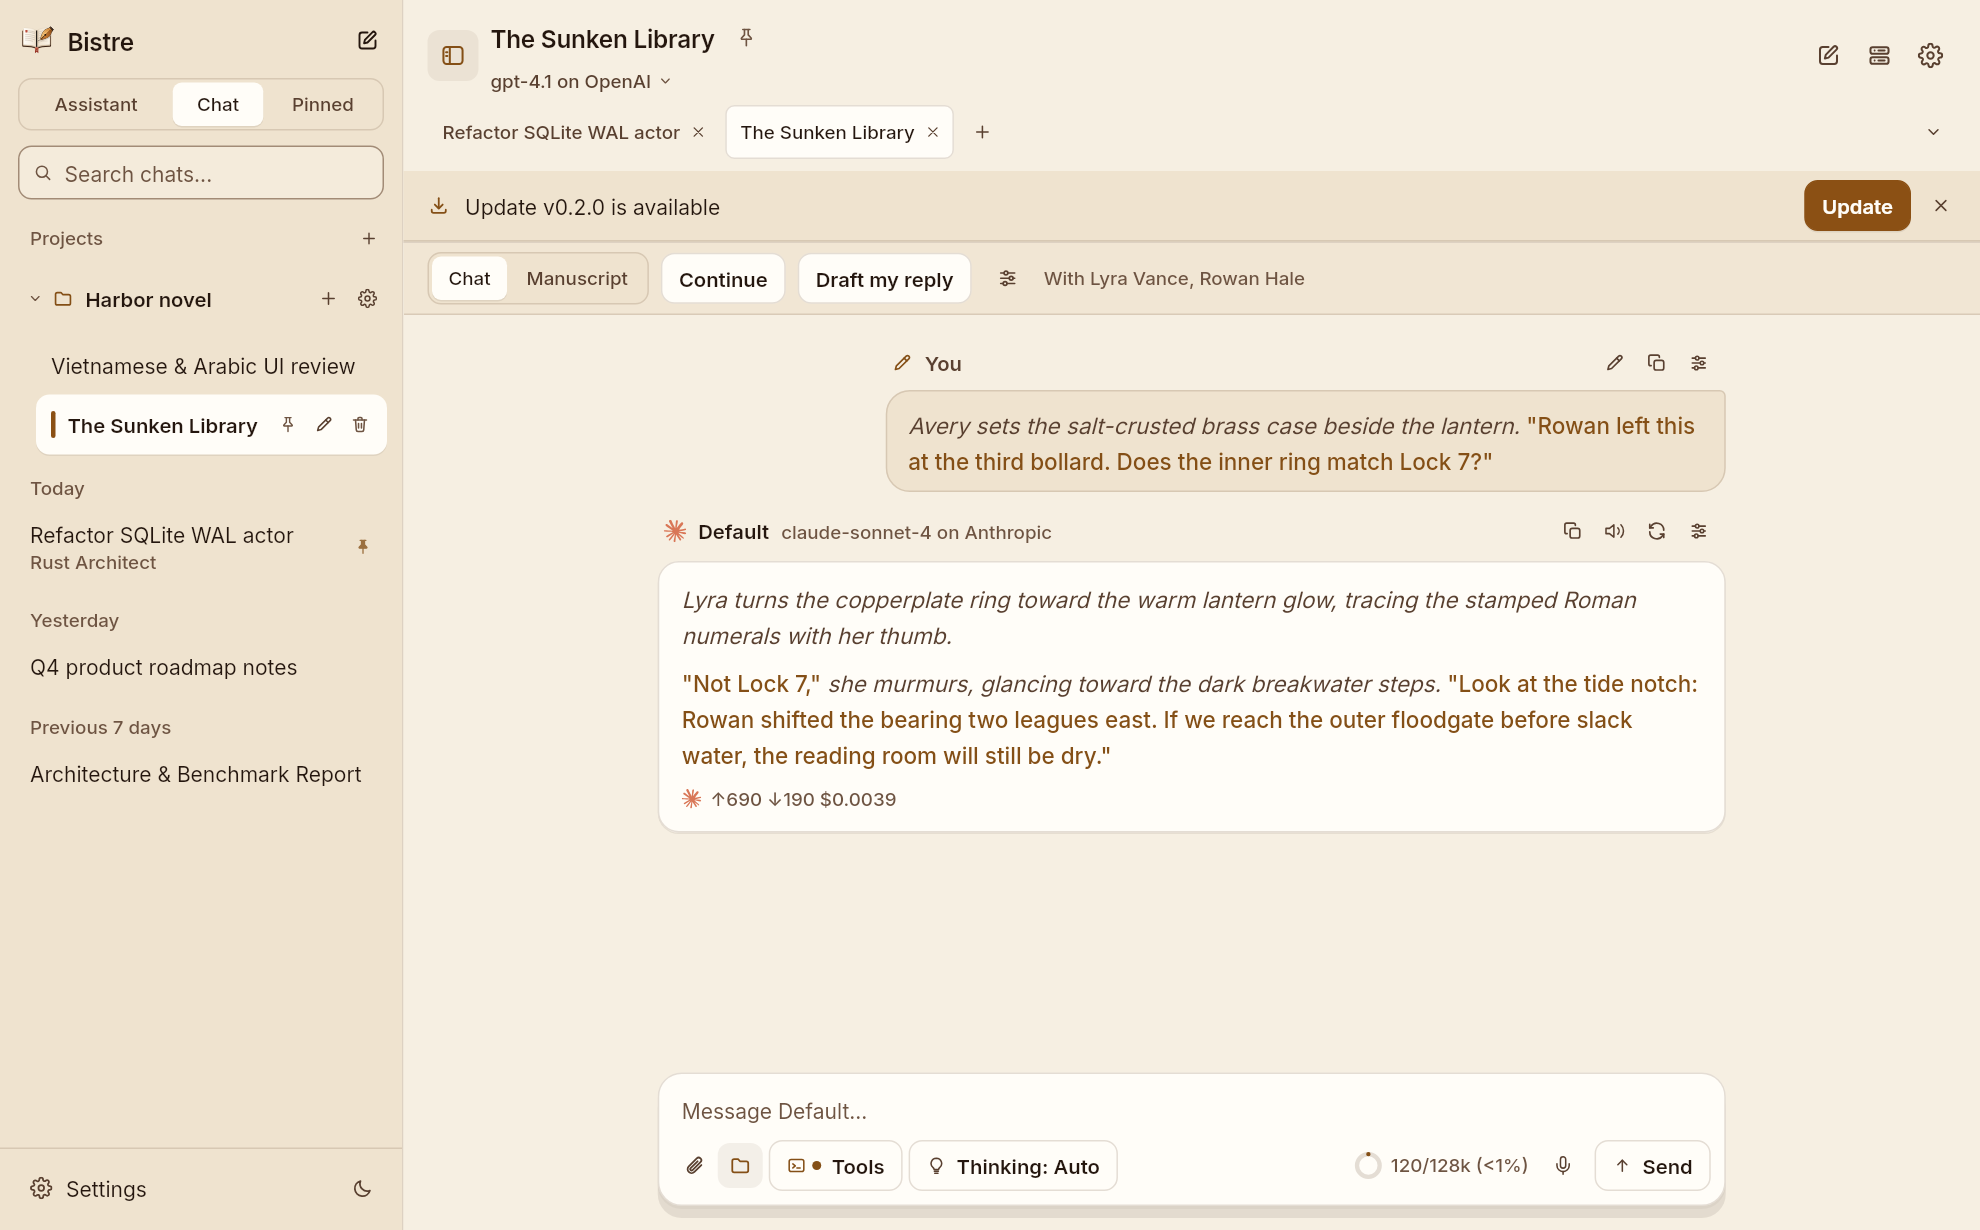 Bistre
Assistant
Chat
Pinned
Search chats...
Projects
Harbor novel
Vietnamese & Arabic UI review
The Sunken Library
Today
Refactor SQLite WAL actor
Rust Architect
Yesterday
Q4 product roadmap notes
Previous 7 days
Architecture & Benchmark Report
Settings
The Sunken Library
gpt-4.1 on OpenAI
Refactor SQLite WAL actor
The Sunken Library
Update v0.2.0 is available
Update
Chat
Manuscript
Continue
Draft my reply
With Lyra Vance, Rowan Hale
You
Avery sets the salt-crusted brass case beside the lantern. "Rowan left this
at the third bollard. Does the inner ring match Lock 7?"
Default claude-sonnet-4 on Anthropic
Lyra turns the copperplate ring toward the warm lantern glow, tracing the stamped Roman
numerals with her thumb.
"Not Lock 7," she murmurs, glancing toward the dark breakwater steps. "Look at the tide notch:
Rowan shifted the bearing two leagues east. If we reach the outer floodgate before slack
water, the reading room will still be dry."
↑690 ↓190 $0.0039
Message Default...
Tools
Thinking: Auto
120/128k (<1%)
Send